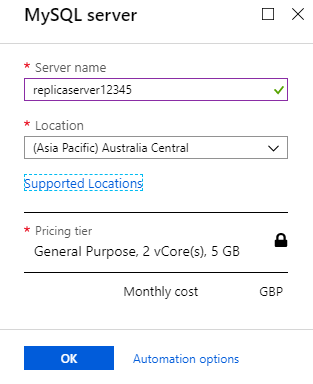 MySQL server
* Server name
replicaserver12345
* Location
(Asia Pacific) Australia Central
Supported Locations
* Pricing tier
General Purpose, 2 vCore(s), 5 GB
Monthly cost GBP
OK Automation options